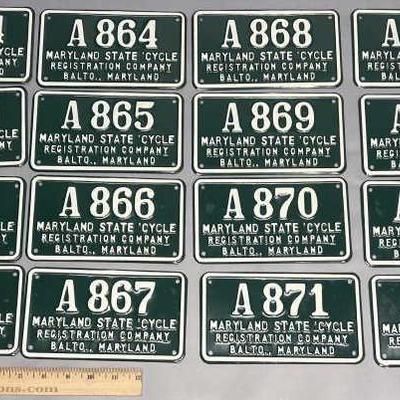 4
A 864
MARYLAND STATE 'CYCLE
REGISTRATION COMPANY
BALTO., MARYLAND
A 868
MARYLAND STATE 'CYCLE
REGISTRATION COMPANY
BALTO., MARYLAND
A
A 865
MARYLAND STATE 'CYCLE
REGISTRATION COMPANY
BALTO., MARYLAND
A 869
MARYLAND STATE 'CYCLE
REGISTRATION COMPANY
BALTO., MARYLAND
A 866
MARYLAND STATE 'CYCLE
REGISTRATION COMPANY
BALTO., MARYLAND
A 870
MARYLAND STATE 'CYCLE
REGISTRATION COMPANY
BALTO., MARYLAND
A 867
MARYLAND STATE 'CYCLE
REGISTRATION COMPANY
BALTO., MARYLAND
A 871
MARYLAND STATE 'CYCLE
REGISTRATION COMPANY
BALTO., MARYLAND
ons.com